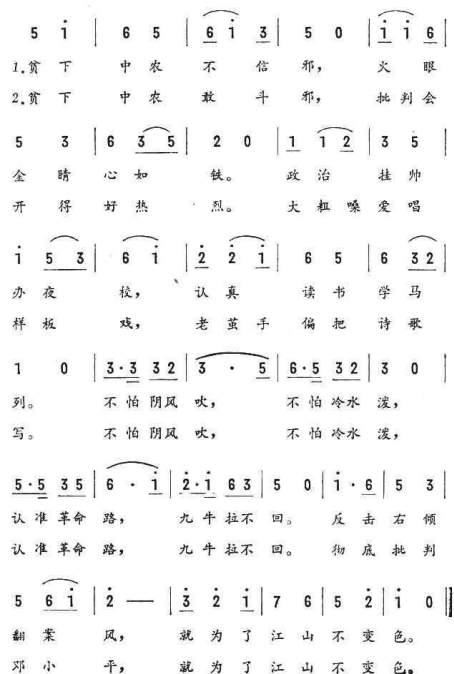 5 i | 6 5 | 6 i 3 | 5 0 | i i 6
1.贫下 中农 不信 邪， 火眼
2.贫下 中农 敢斗 邪， 批判会
5 3 | 6 3 5 | 2 0 | 1 1 2 | 3 5
金睛 心如 铁。 政治 挂帅
开得 好热 烈。 大粗嗓 爱唱
i 5 3 | 6 i | 2 2 1 | 6 5 | 6 3 2
办夜 校， 认真 读书 学马
样板 戏， 老茧手 偏把 诗歌
1 0 | 3·3 3 2 | 3 · 5 | 6·5 3 2 | 3 0
列。 不怕阴风 吹， 不怕冷水 泼，
写。 不怕阴风 吹， 不怕冷水 泼，
5·5 3 5 | 6 · i | 2·i 6 3 | 5 0 | i·6 | 5 3
认准革命 路， 九牛拉不 回。 反击 右倾
认准革命 路， 九牛拉不 回。 彻底 批判
5 6 i | 2 — | 3 2 i | 7 6 | 5 2 | i 0
翻案 风， 就为了 江山 不变 色。
邓小 平， 就为了 江山 不变 色。